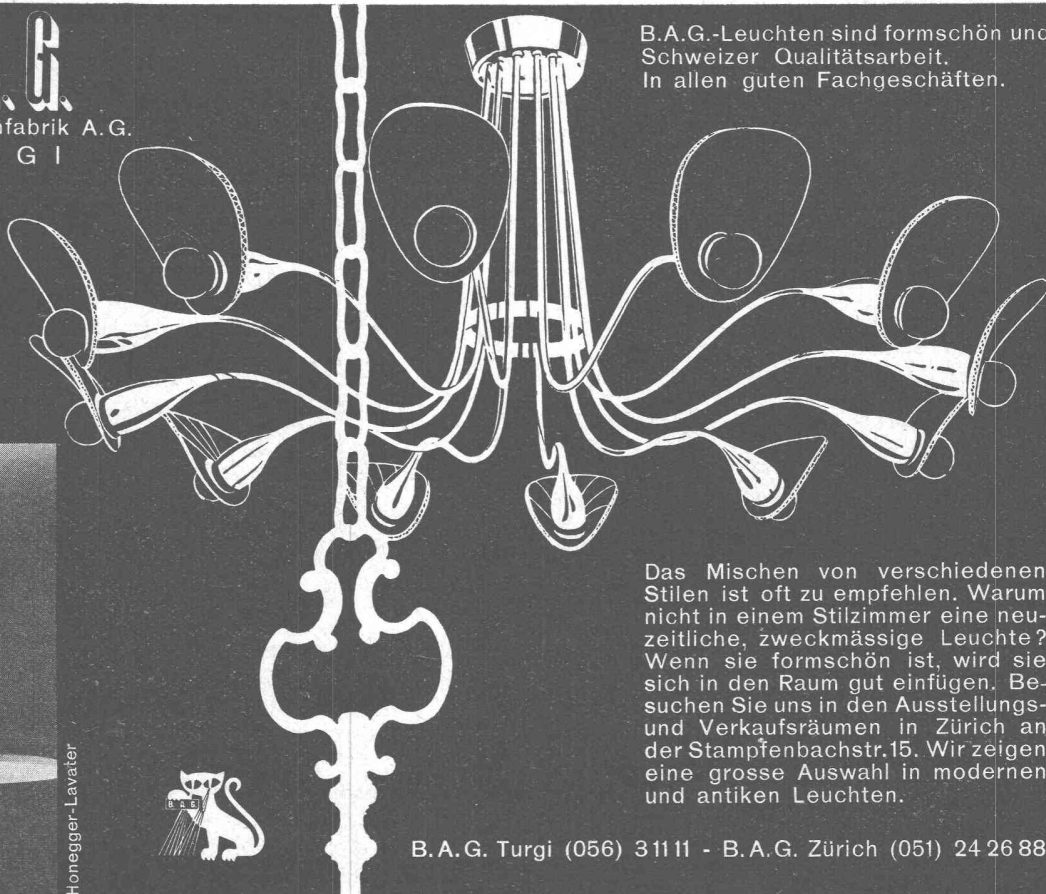 . G.
nfabrik A. G.
G I
B.A.G.-Leuchten sind formschön und
Schweizer Qualitätsarbeit.
In allen guten Fachgeschäften.
Das Mischen von verschiedenen
Stilen ist oft zu empfehlen. Warum
nicht in einem Stilzimmer eine neu-
zeitliche, zweckmässige Leuchte?
Wenn sie formschön ist, wird sie
sich in den Raum gut einfügen. Be-
suchen Sie uns in den Ausstellungs-
und Verkaufsräumen in Zürich an
der Stampfenbachstr. 15. Wir zeigen
eine grosse Auswahl in modernen
und antiken Leuchten.
Honegger-Lavater
B.A.G.
B.A.G. Turgi (056) 3 11 11 - B.A.G. Zürich (051) 24 26 88